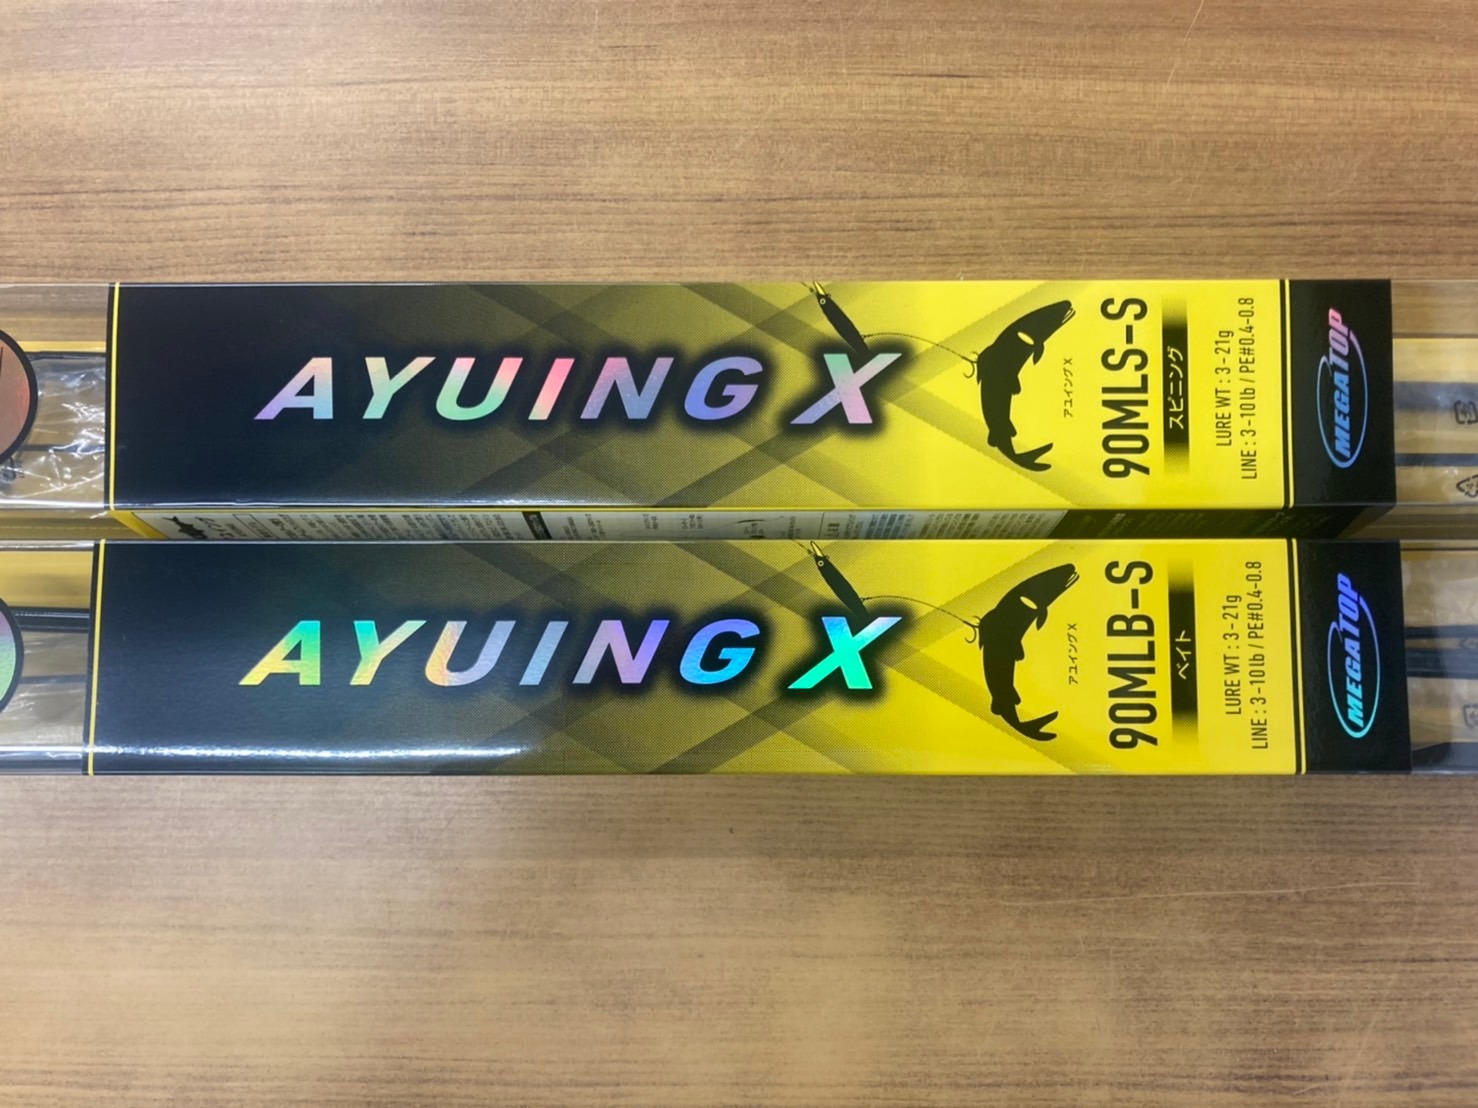 AYUING X
アユイングX
90MLS-S
スピニング
LURE WT : 3-21g
LINE : 3-10lb / PE#0.4-0.8
MEGATOP
AYUING X
アユイングX
90MLB-S
ベイト
LURE WT : 3-21g
LINE : 3-10lb / PE#0.4-0.8
MEGATOP